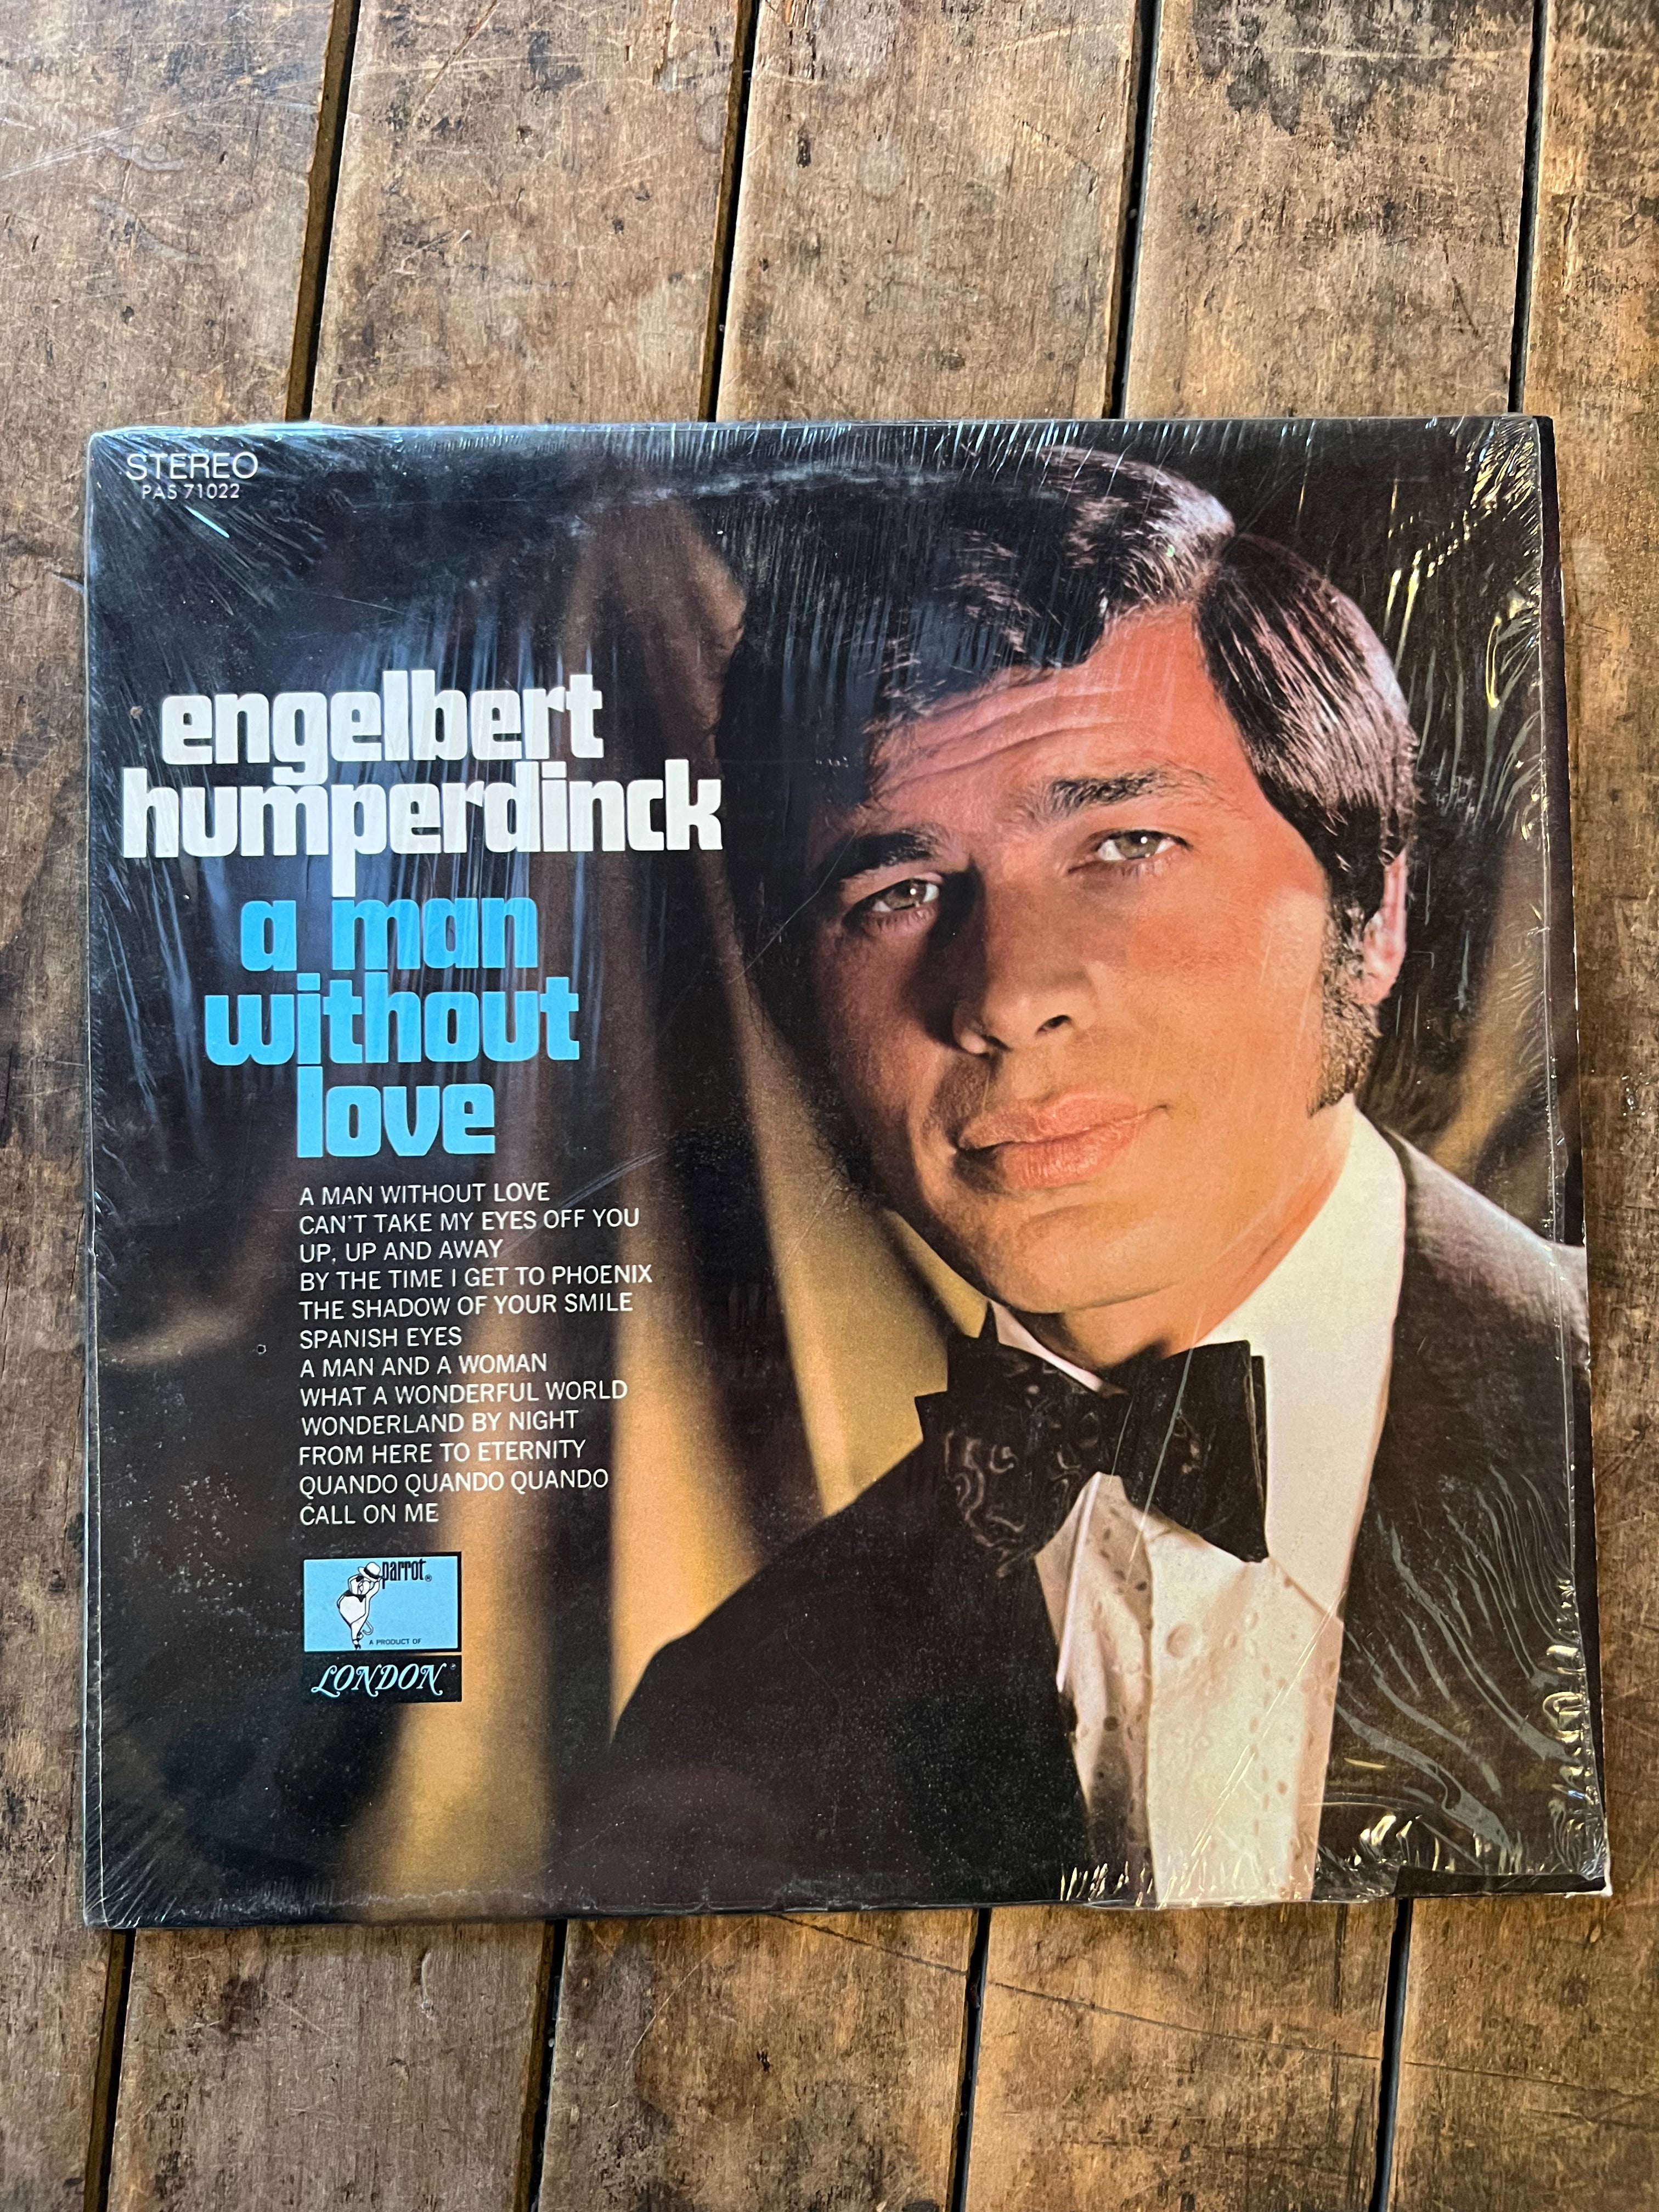 STEREO
PAS 71022
engelbert
humperdinck
a man
without
love
A MAN WITHOUT LOVE
CAN'T TAKE MY EYES OFF YOU
UP, UP AND AWAY
BY THE TIME I GET TO PHOENIX
THE SHADOW OF YOUR SMILE
SPANISH EYES
A MAN AND A WOMAN
WHAT A WONDERFUL WORLD
WONDERLAND BY NIGHT
FROM HERE TO ETERNITY
QUANDO QUANDO QUANDO
CALL ON ME
parrot®
A PRODUCT OF
LONDON®